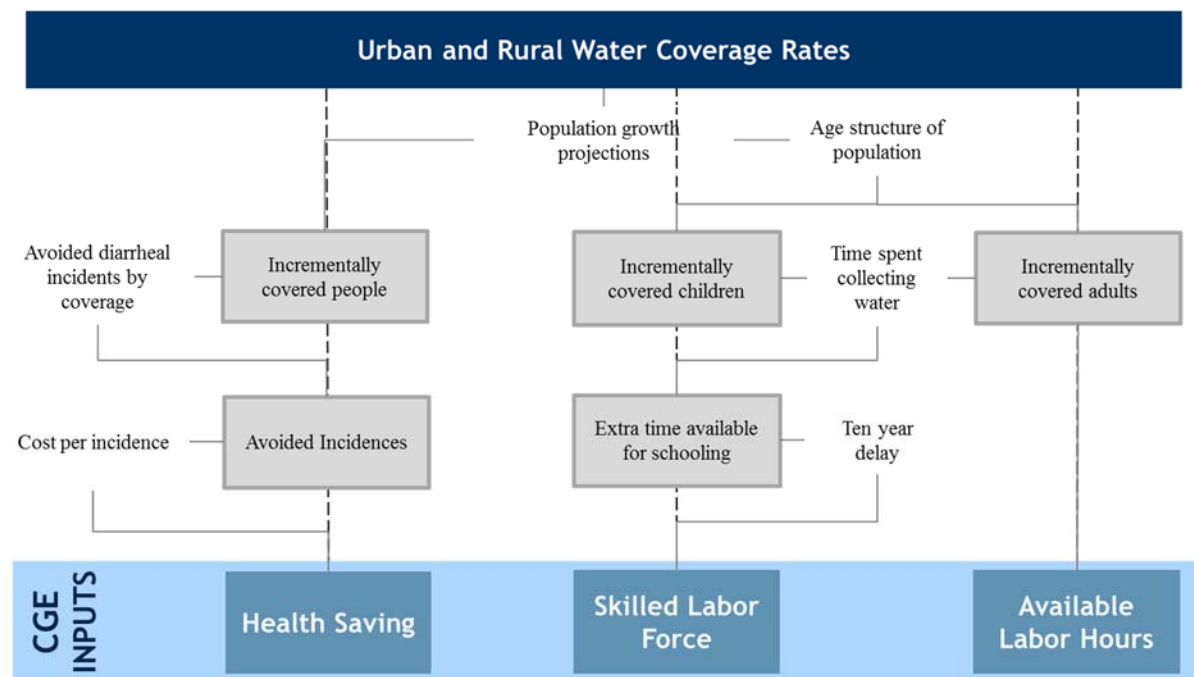 Urban and Rural Water Coverage Rates
Population growth
projections
Age structure of
population
Avoided diarrheal
incidents by
coverage
Incrementally
covered people
Incrementally
covered children
Time spent
collecting
water
Incrementally
covered adults
Cost per incidence
Avoided Incidences
Extra time available
for schooling
Ten year
delay
CGE
INPUTS
Health Saving
Skilled Labor
Force
Available
Labor Hours